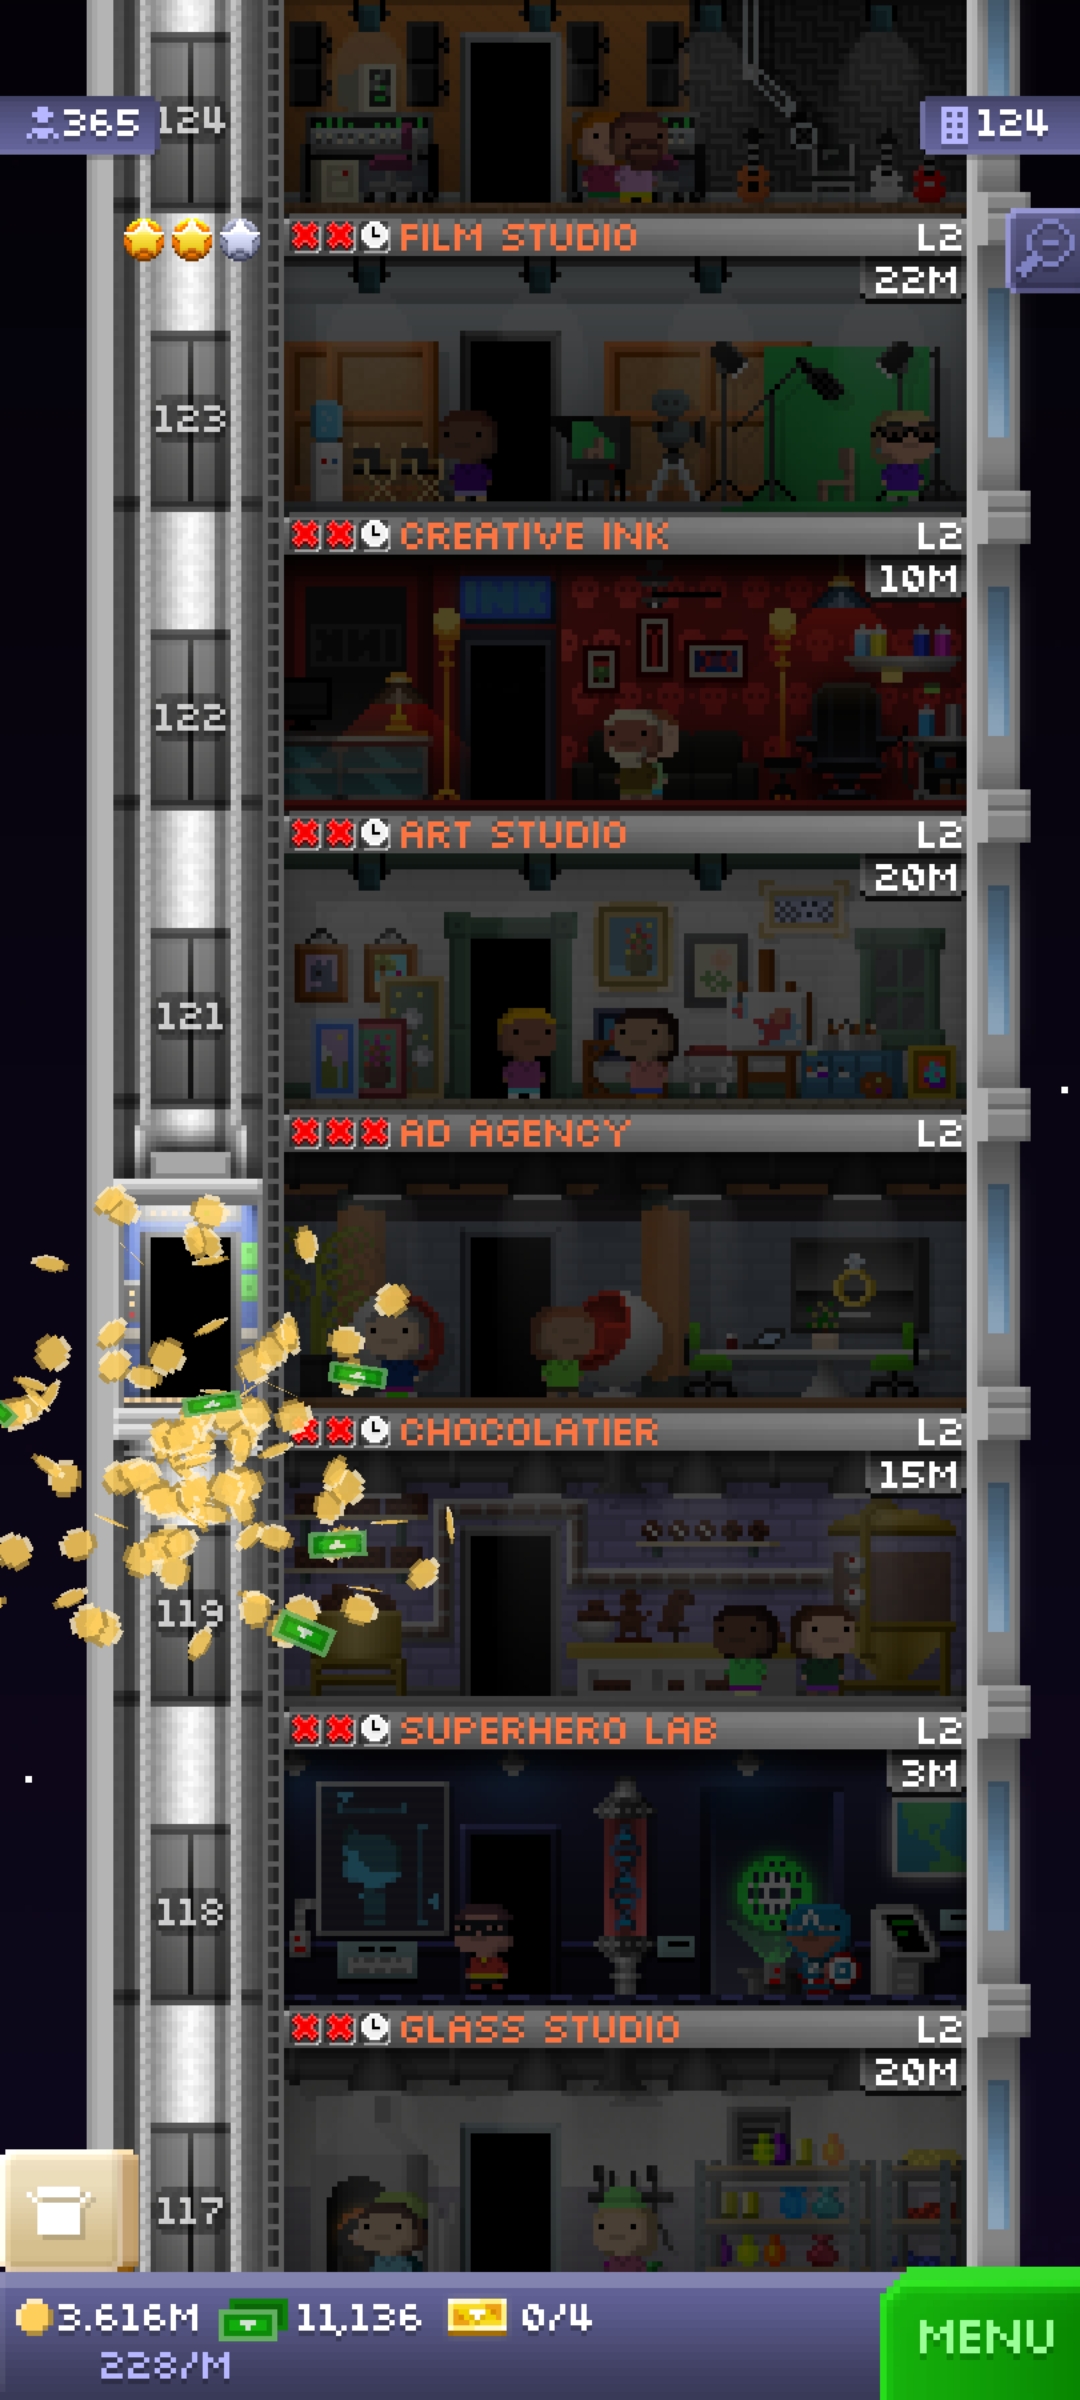 365
124
124
FILM STUDIO L2
22M
123
CREATIVE INK L2
10M
INK
122
ART STUDIO L2
20M
121
AD AGENCY L2
CHOCOLATIER L2
15M
119
SUPERHERO LAB L2
3M
118
GLASS STUDIO L2
20M
117
3.616M 11,136 0/4
228/M
MENU